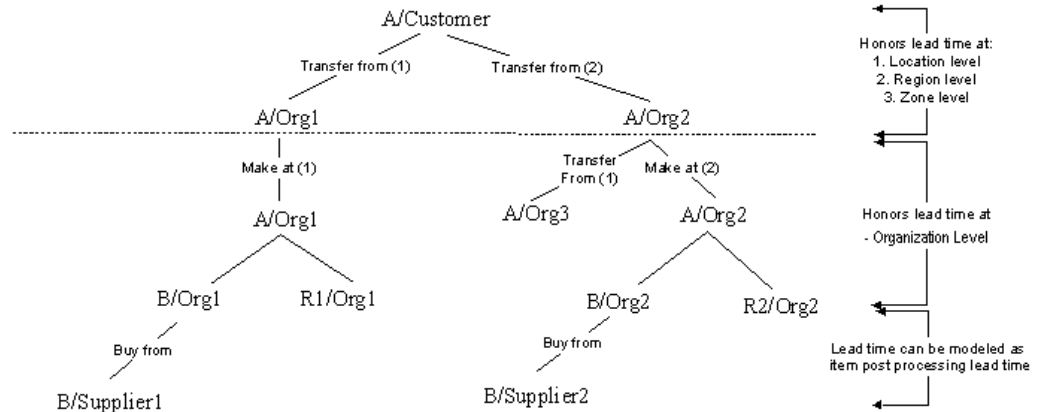 A/Customer
Transfer from (1)
Transfer from (2)
A/Org1
A/Org2
Make at (1)
Transfer
From (1)
Make at (2)
A/Org1
A/Org3
A/Org2
B/Org1
R1/Org1
B/Org2
R2/Org2
Buy from
Buy from
B/Supplier1
B/Supplier2
Honors lead time at:
1. Location level
2. Region level
3. Zone level
Honors lead time at
- Organization Level
Lead time can be modeled as
item post processing lead time